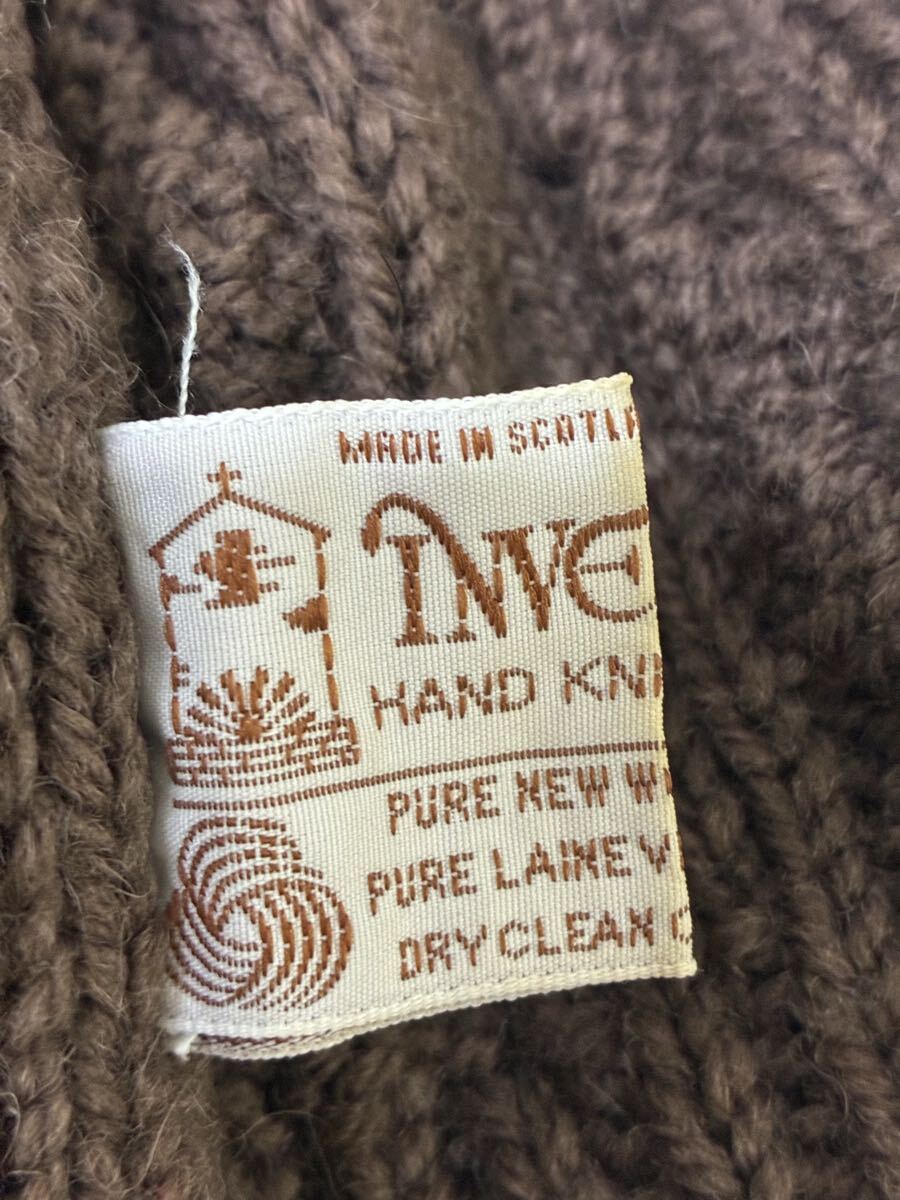 MADE IN SCOTLA
INVE
HAND KNI
PURE NEW W
PURE LAINE V
DRY CLEAN O